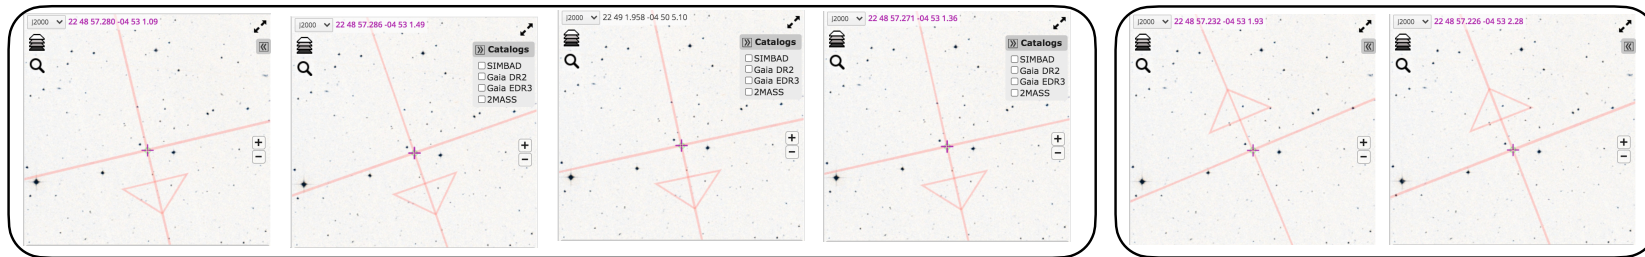 J2000 22 48 57.280 -04 53 1.09
J2000 22 48 57.286 -04 53 1.49
Catalogs
SIMBAD
Gaia DR2
Gaia EDR3
2MASS
J2000 22 49 1.958 -04 50 5.10
Catalogs
SIMBAD
Gaia DR2
Gaia EDR3
2MASS
J2000 22 48 57.271 -04 53 1.36
Catalogs
SIMBAD
Gaia DR2
Gaia EDR3
2MASS
J2000 22 48 57.232 -04 53 1.93
J2000 22 48 57.226 -04 53 2.28